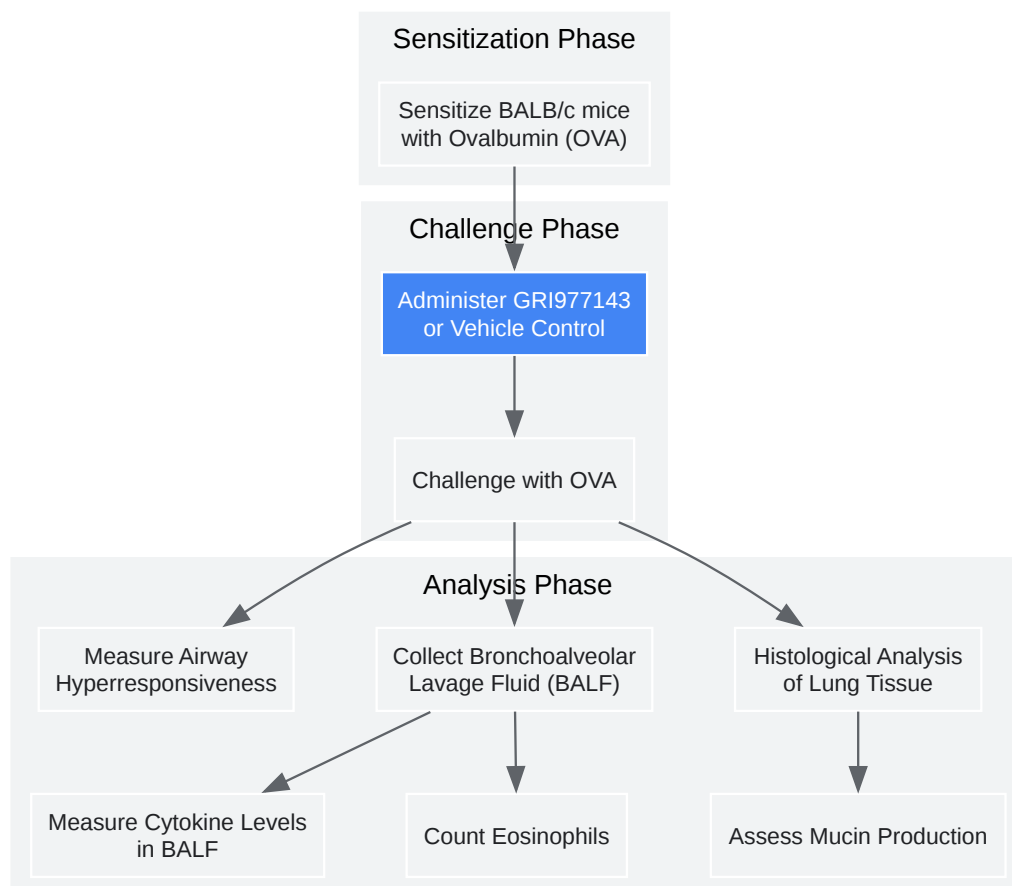 Sensitization Phase
Sensitize BALB/c mice
with Ovalbumin (OVA)
Challenge Phase
Administer GRI977143
or Vehicle Control
Challenge with OVA
Analysis Phase
Measure Airway
Hyperresponsiveness
Collect Bronchoalveolar
Lavage Fluid (BALF)
Histological Analysis
of Lung Tissue
Measure Cytokine Levels
in BALF
Count Eosinophils
Assess Mucin Production